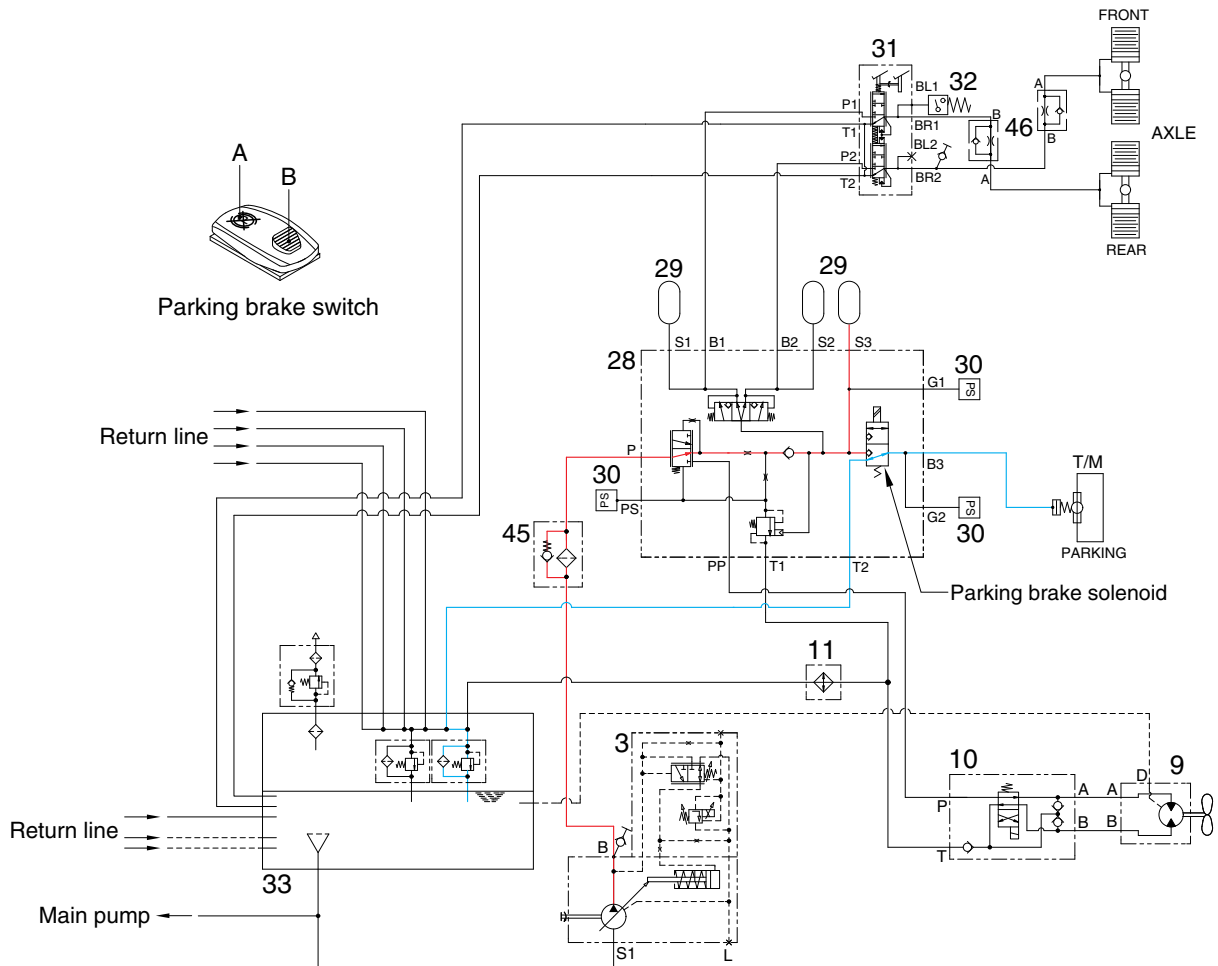 FRONT
31
BL1
32
A
P1
T1
BR1
B
46
AXLE
P2
BL2
B
T2
BR2
A
A
B
REAR
Parking brake switch
29
29
S1
B1
B2
S2
S3
28
30
G1
PS
Return line
P
B3
T/M
30
PS
PS
G2
PS
30
PARKING
45
PP
T1
T2
Parking brake solenoid
11
3
10
D
9
P
A
A
B
B
T
B
Return line
33
Main pump
S1
L